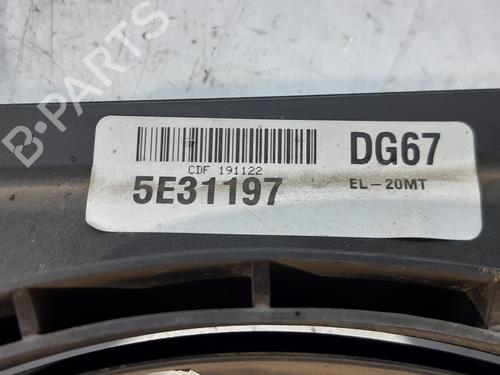 CDF 191122
5E31197
DG67
EL-20MT
B-Parts